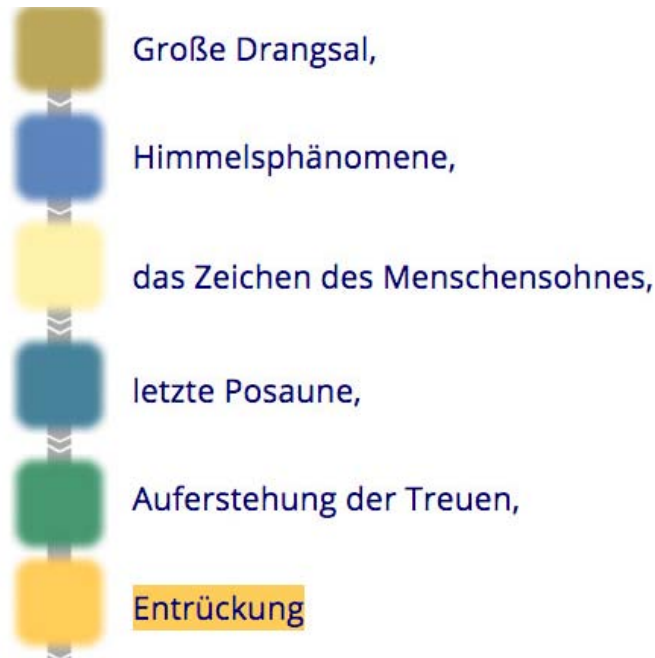 Große Drangsal,
Himmelsphänomene,
das Zeichen des Menschensohnes,
letzte Posaune,
Auferstehung der Treuen,
Entrückung